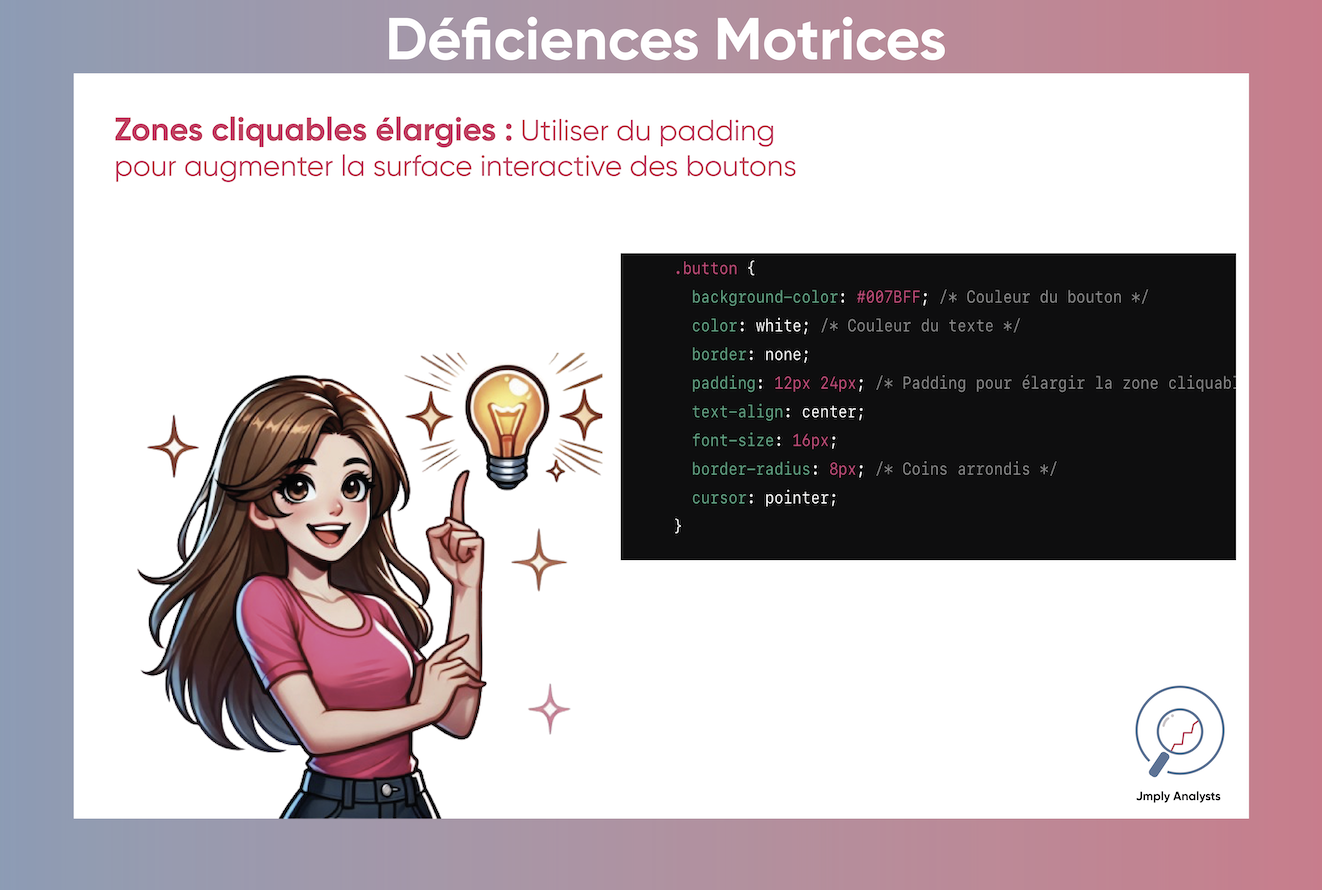 Déficiences Motrices
Zones cliquables élargies : Utiliser du padding
pour augmenter la surface interactive des boutons
.button {
background-color: #007BFF; /* Couleur du bouton */
color: white; /* Couleur du texte */
border: none;
padding: 12px 24px; /* Padding pour élargir la zone cliquabl
text-align: center;
font-size: 16px;
border-radius: 8px; /* Coins arrondis */
cursor: pointer;
}
Jmply Analysts